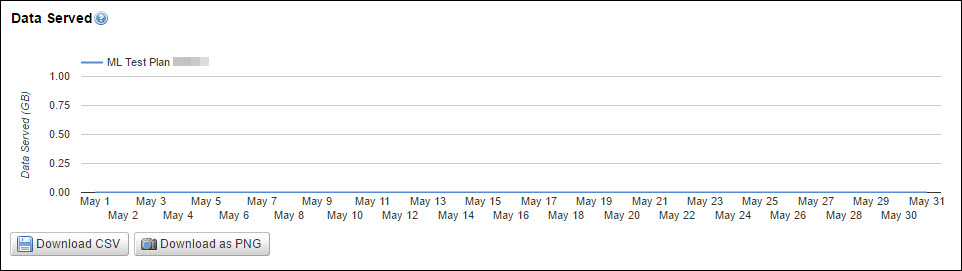 Data Served
ML Test Plan
1.00
0.75
0.50
0.25
0.00
Data Served (GB)
May 1 May 3 May 5 May 7 May 9 May 11 May 13 May 15 May 17 May 19 May 21 May 23 May 25 May 27 May 29 May 31
May 2 May 4 May 6 May 8 May 10 May 12 May 14 May 16 May 18 May 20 May 22 May 24 May 26 May 28 May 30
Download CSV Download as PNG